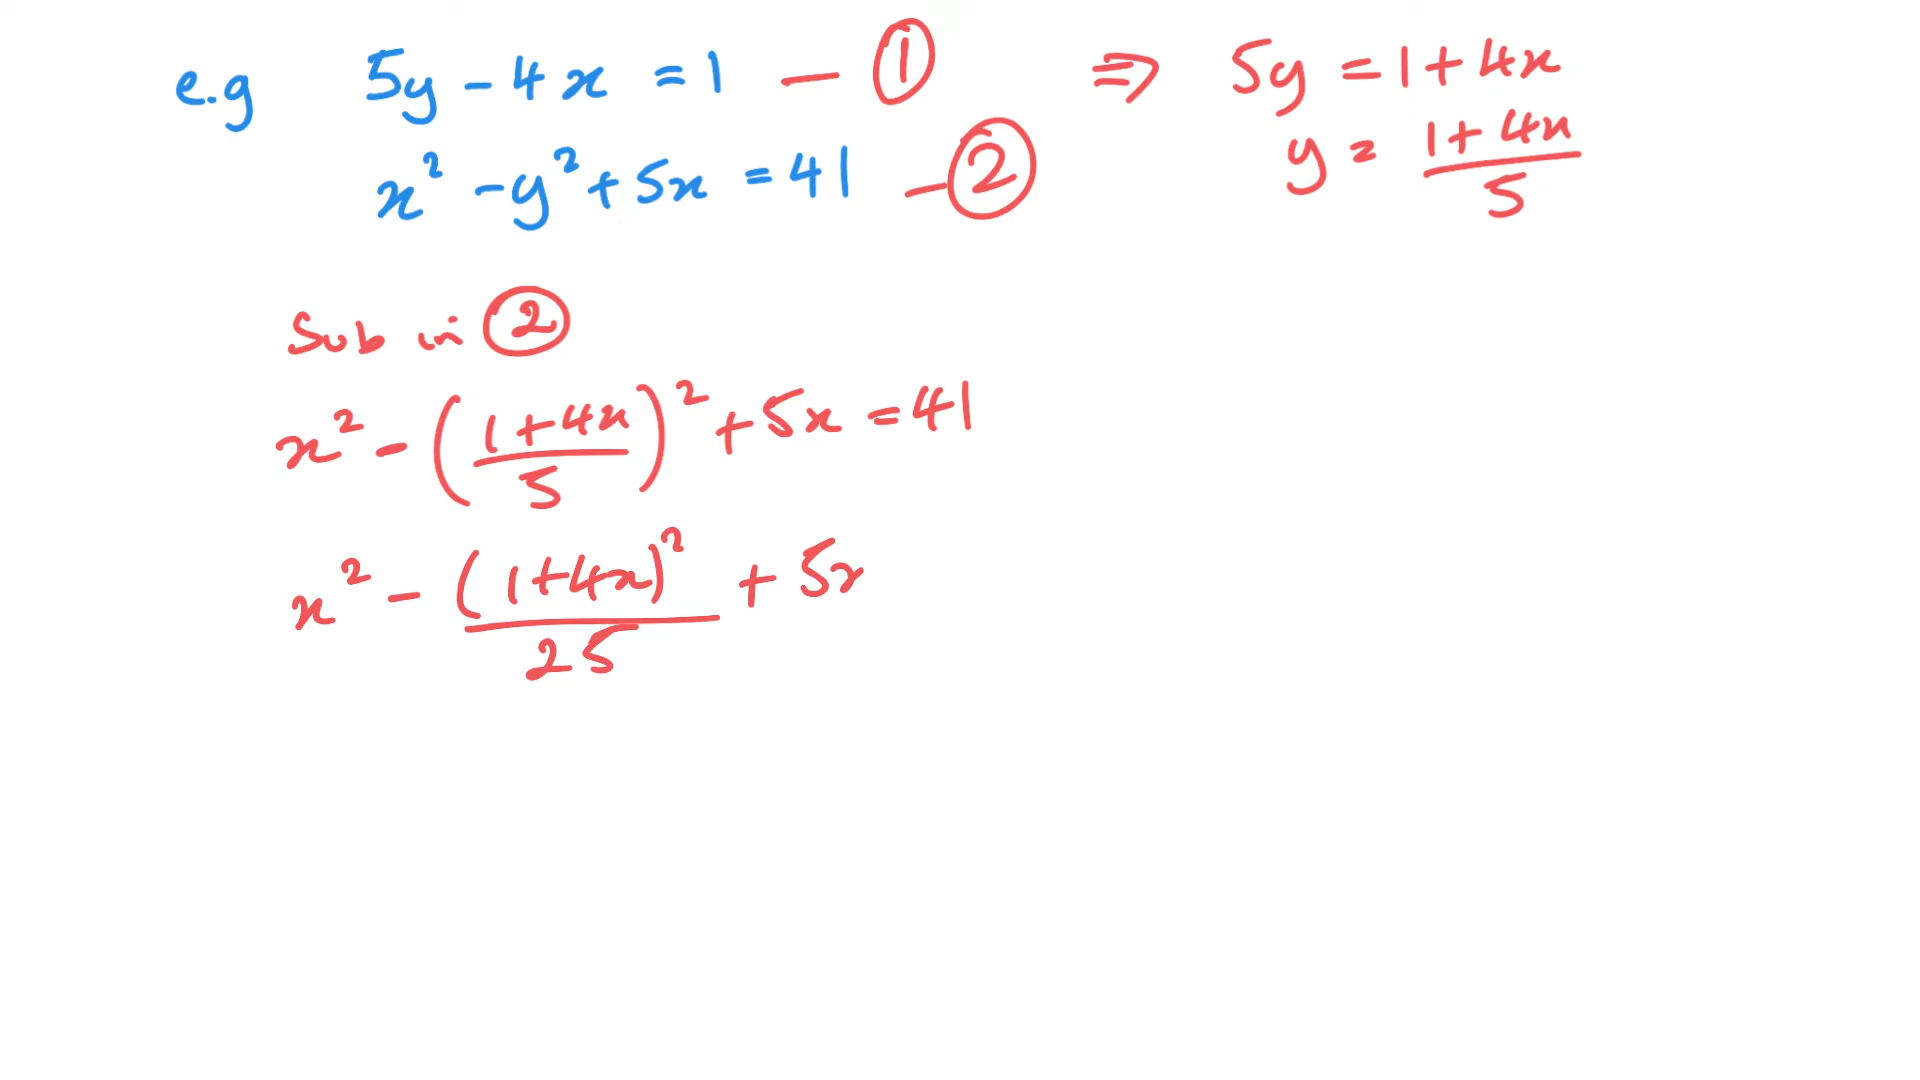 e.g 5y - 4x = 1 — ① ⇒ 5y = 1 + 4x
x² - y² + 5x = 41 — ② y = (1 + 4x)/5
Sub in ②
x² - ((1 + 4x)/5)² + 5x = 41
x² - (1 + 4x)²/25 + 5x